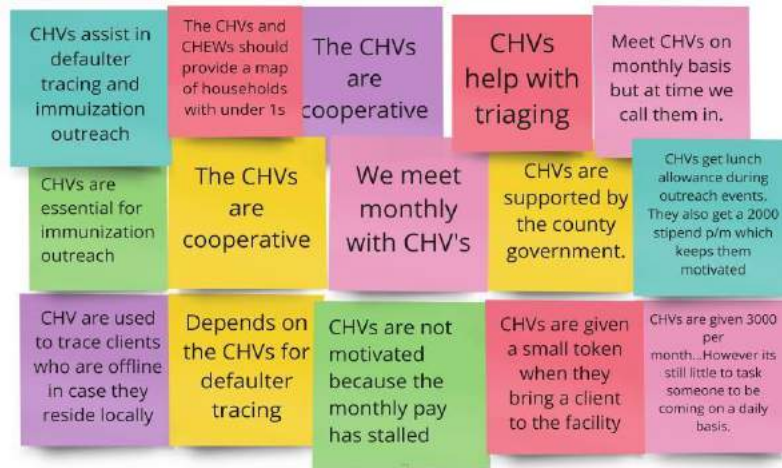 CHVs assist in
defaulter
tracing and
immuization
outreach
The CHVs and
CHEWs should
provide a map
of households
with under 1s
The CHVs
are
cooperative
CHVs
help with
triaging
Meet CHVs on
monthly basis
but at time we
call them in.
CHVs are
essential for
immunization
outreach
The CHVs
are
cooperative
We meet
monthly
with CHV's
CHVs are
supported by
the county
government.
CHVs get lunch
allowance during
outreach events.
They also get a 2000
stipend p/m which
keeps them
motivated
CHV are used
to trace clients
who are offline
in case they
reside locally
Depends on
the CHVs for
defaulter
tracing
CHVs are not
motivated
because the
monthly pay
has stalled
CHVs are given
a small token
when they
bring a client
to the facility
CHVs are given 3000
per
month...However its
still little to task
someone to be
coming on a daily
basis.